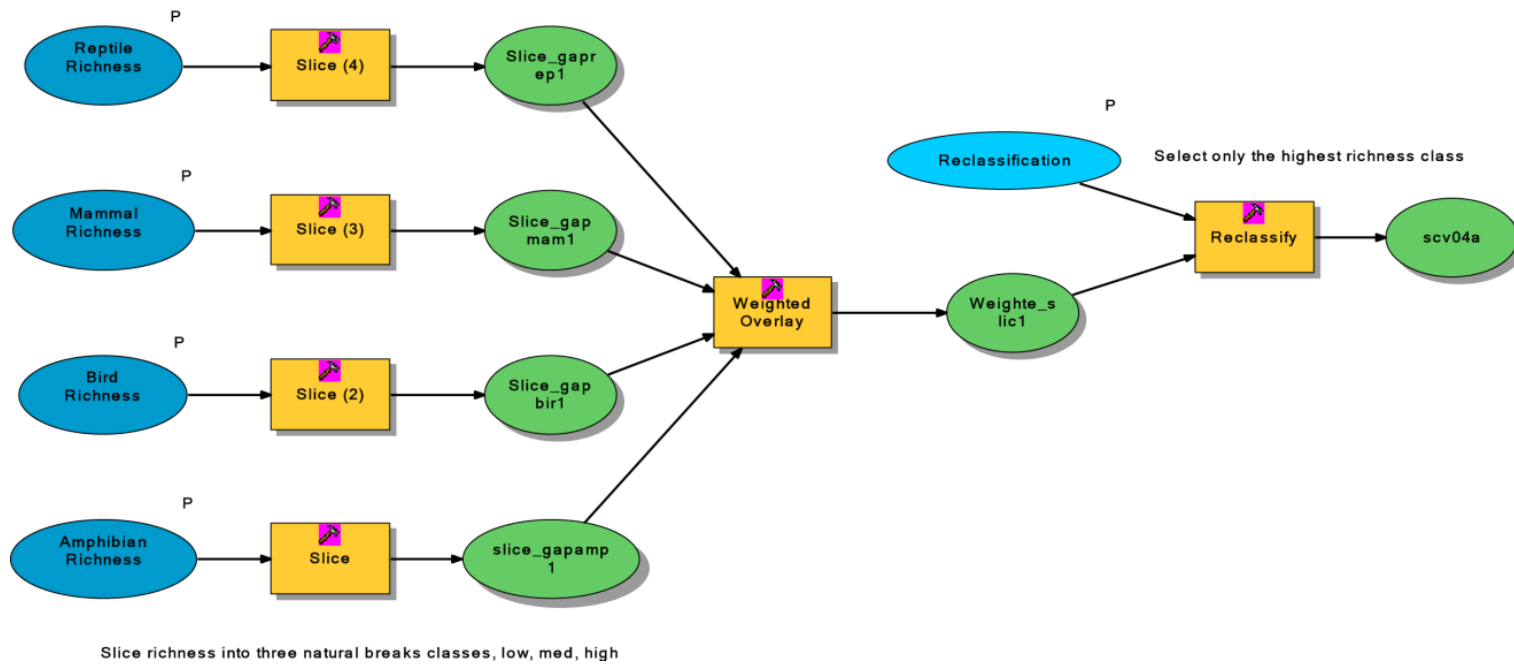 P
Reptile
Richness
Slice (4)
Slice_gapr
ep1
P
Mammal
Richness
Slice (3)
Slice_gap
mam1
P
Bird
Richness
Slice (2)
Slice_gap
bir1
P
Amphibian
Richness
Slice
slice_gapamp
1
Weighted
Overlay
Weighte_s
lic1
P
Reclassification
Select only the highest richness class
Reclassify
scv04a
Slice richness into three natural breaks classes, low, med, high